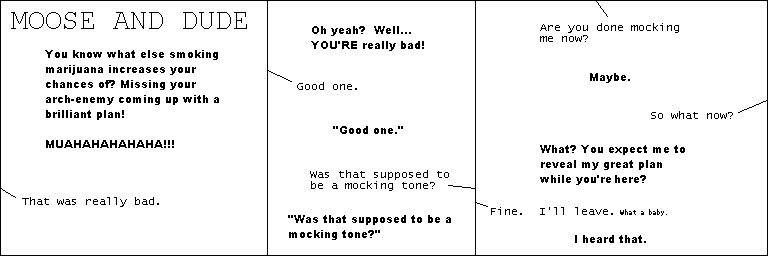 MOOSE AND DUDE
You know what else smoking
marijuana increases your
chances of? Missing your
arch-enemy coming up with a
brilliant plan!
MUAHAHAHAHAHA!!!
That was really bad.
Oh yeah? Well...
YOU'RE really bad!
Good one.
"Good one."
Was that supposed to
be a mocking tone?
"Was that supposed to be a
mocking tone?"
Are you done mocking
me now?
Maybe.
So what now?
What? You expect me to
reveal my great plan
while you're here?
Fine. I'll leave. What a baby.
I heard that.